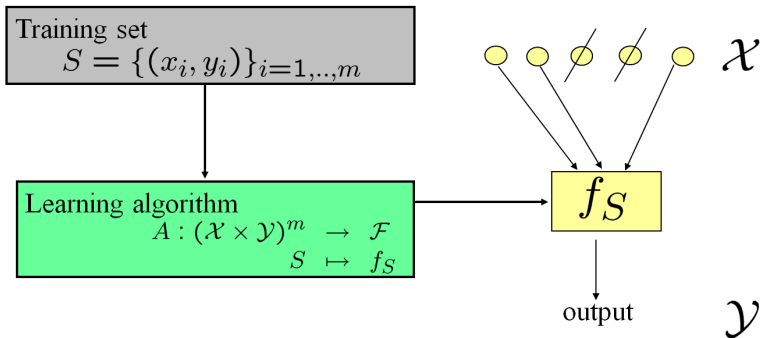 Training set
S = {(x_i, y_i)}_{i=1,..,m}
𝒳
Learning algorithm
A : (𝒳 × 𝒴)^m → ℱ
S ↦ f_S
f_S
output
𝒴